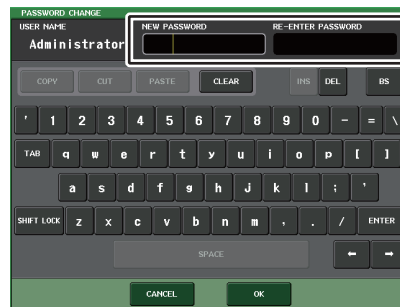 PASSWORD CHANGE
USER NAME NEW PASSWORD RE-ENTER PASSWORD
Administrator
COPY CUT PASTE CLEAR INS DEL BS
' 1 2 3 4 5 6 7 8 9 0 - = \
TAB q w e r t y u i o p [ ]
a s d f g h j k l ; '
SHIFT LOCK z x c v b n m , . / ENTER
SPACE ← →
CANCEL OK